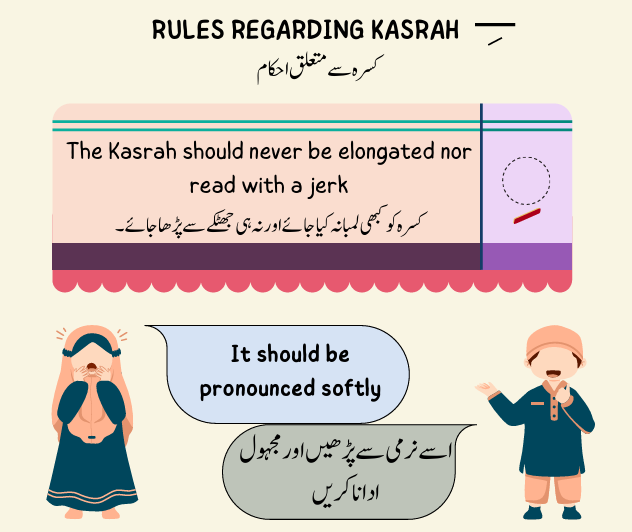 RULES REGARDING KASRAH
کسرہ سے متعلق احکام
The Kasrah should never be elongated nor
read with a jerk
کسرہ کو کبھی لمبا نہ کیا جائے اور نہ ہی جھٹکے سے پڑھا جائے۔
It should be
pronounced softly
اسے نرمی سے پڑھیں اور مجہول
ادا نا کریں